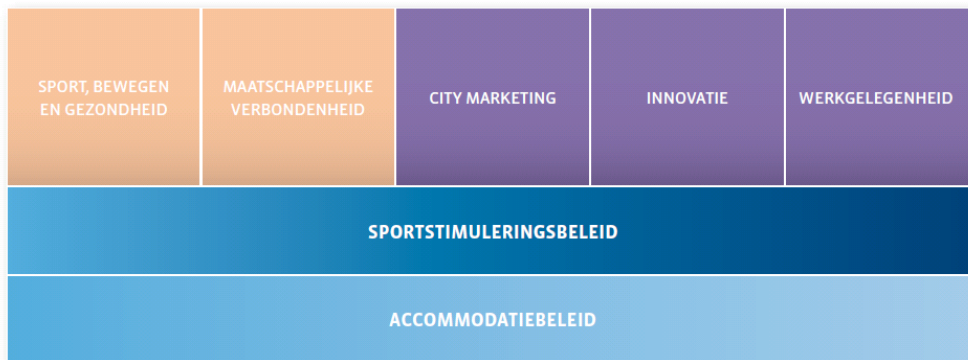 SPORT, BEWEGEN
EN GEZONDHEID
MAATSCHAPPELIJKE
VERBONDENHEID
CITY MARKETING
INNOVATIE
WERKGELEGENHEID
SPORTSTIMULERINGSBELEID
ACCOMMODATIEBELEID